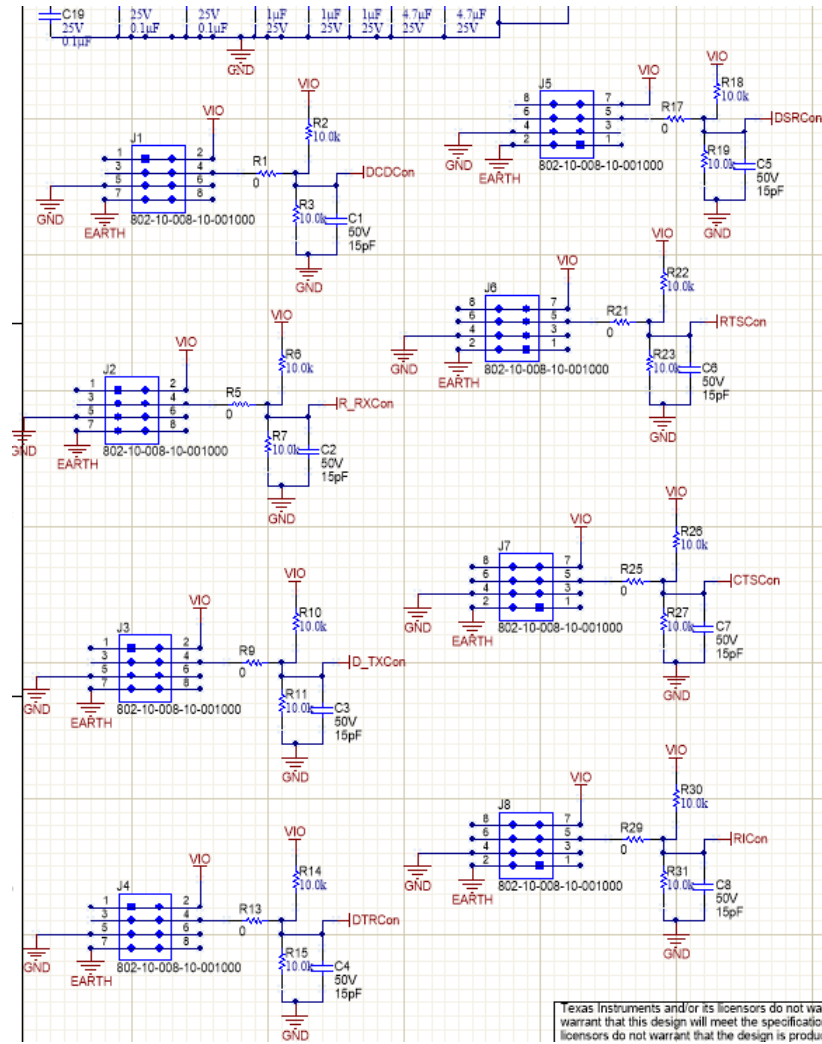 C19
25V
0.1µF
25V
0.1µF
25V
0.1µF
1µF
25V
1µF
25V
1µF
25V
4.7µF
25V
4.7µF
25V
GND
J1
VIO
1 2
3 4
5 6
7 8
GND
EARTH
802-10-008-10-001000
R1
0
VIO
R2
10.0k
R3
10.0k
DCDCon
C1
50V
15pF
GND
J2
VIO
1 2
3 4
5 6
7 8
GND
EARTH
802-10-008-10-001000
R5
0
VIO
R6
10.0k
R7
10.0k
R_RXCon
C2
50V
15pF
GND
J3
VIO
1 2
3 4
5 6
7 8
GND
EARTH
802-10-008-10-001000
R9
0
VIO
R10
10.0k
R11
10.0k
D_TXCon
C3
50V
15pF
GND
J4
VIO
1 2
3 4
5 6
7 8
GND
EARTH
802-10-008-10-001000
R13
0
VIO
R14
10.0k
R15
10.0k
DTRCon
C4
50V
15pF
GND
J5
VIO
8 7
6 5
4 3
2 1
GND
EARTH
802-10-008-10-001000
R17
0
VIO
R18
10.0k
R19
10.0k
DSRCon
C5
50V
15pF
GND
J6
VIO
8 7
6 5
4 3
2 1
GND
EARTH
802-10-008-10-001000
R21
0
VIO
R22
10.0k
R23
10.0k
RTSCon
C6
50V
15pF
GND
J7
VIO
8 7
6 5
4 3
2 1
GND
EARTH
802-10-008-10-001000
R25
0
VIO
R26
10.0k
R27
10.0k
CTSCon
C7
50V
15pF
GND
J8
VIO
8 7
6 5
4 3
2 1
GND
EARTH
802-10-008-10-001000
R29
0
VIO
R30
10.0k
R31
10.0k
RICon
C8
50V
15pF
GND
Texas Instruments and/or its licensors do not wa
warrant that this design will meet the specificatio
licensors do not warrant that the design is produ